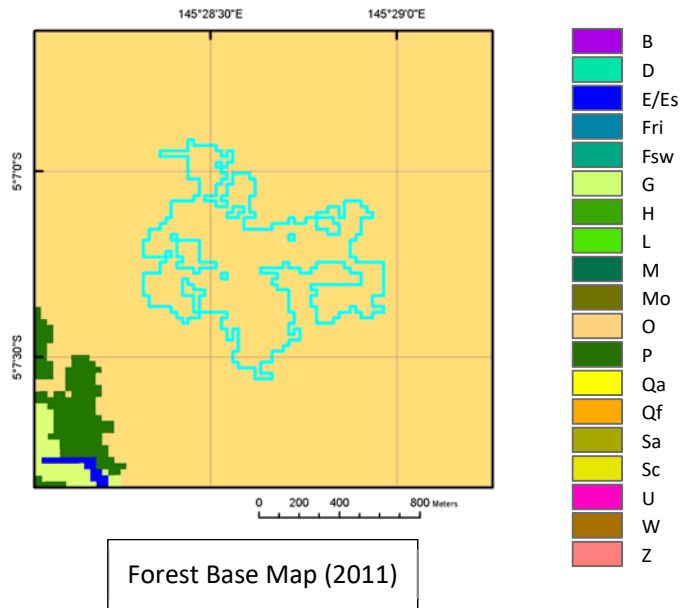 145°28'30"E
145°29'0"E
5°7'0"S
5°7'30"S
0 200 400 800 Meters
Forest Base Map (2011)
B
D
E/Es
Fri
Fsw
G
H
L
M
Mo
O
P
Qa
Qf
Sa
Sc
U
W
Z